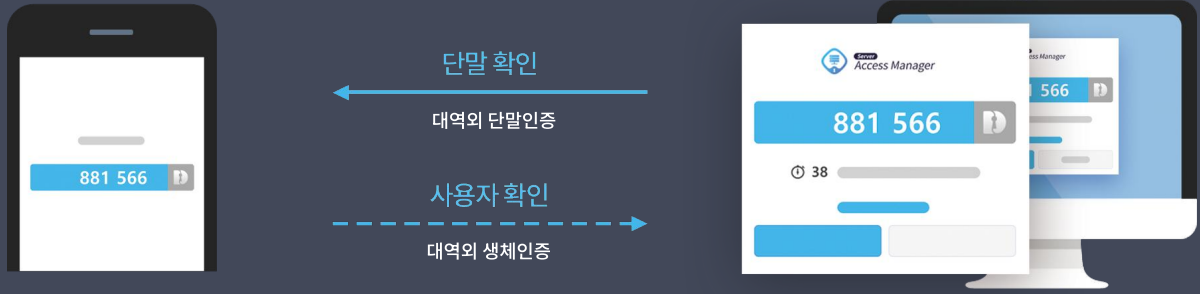 단말 확인
대역외 단말인증
사용자 확인
대역외 생체인증
881 566
Server
Access Manager
881 566
38
ess Manager
566